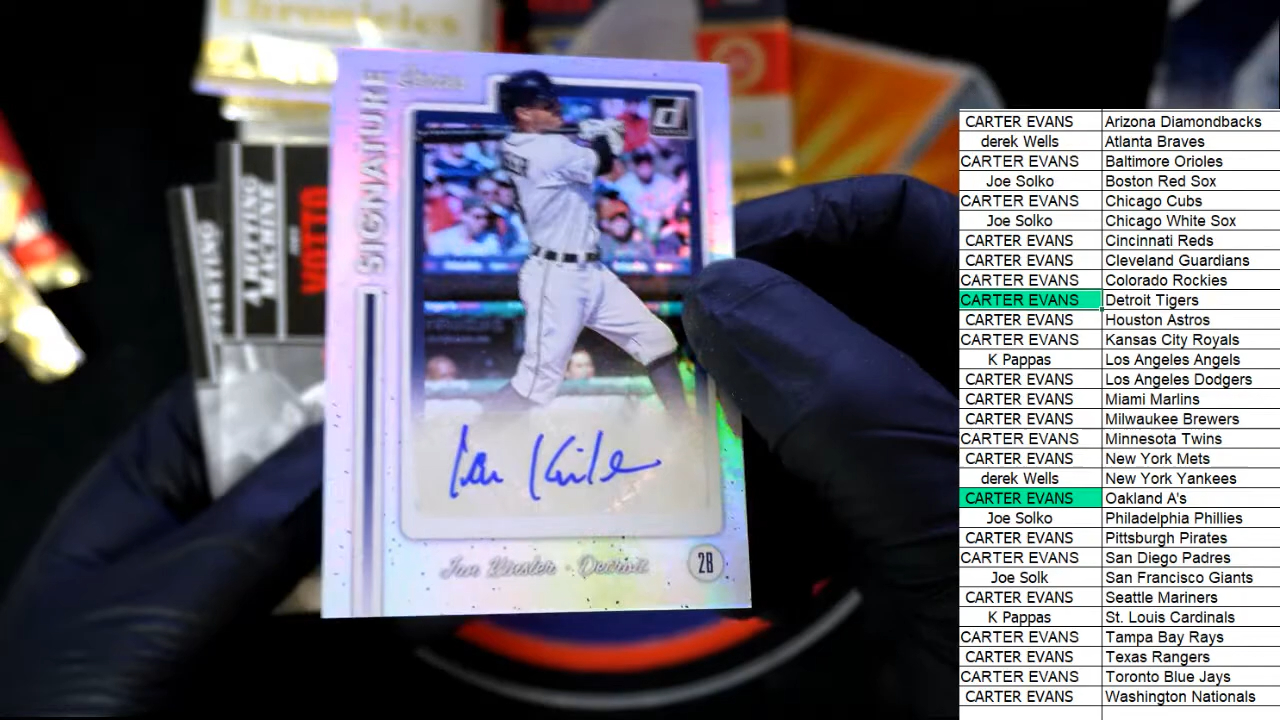 Chronicles
HITTING
MACHINE
VOTTO
SIGNATURE
Series
DONRUSS
Ian Kinsler
Ian Kinsler · Detroit
28
CARTER EVANS Arizona Diamondbacks
derek Wells Atlanta Braves
CARTER EVANS Baltimore Orioles
Joe Solko Boston Red Sox
CARTER EVANS Chicago Cubs
Joe Solko Chicago White Sox
CARTER EVANS Cincinnati Reds
CARTER EVANS Cleveland Guardians
CARTER EVANS Colorado Rockies
CARTER EVANS Detroit Tigers
CARTER EVANS Houston Astros
CARTER EVANS Kansas City Royals
K Pappas Los Angeles Angels
CARTER EVANS Los Angeles Dodgers
CARTER EVANS Miami Marlins
CARTER EVANS Milwaukee Brewers
CARTER EVANS Minnesota Twins
CARTER EVANS New York Mets
derek Wells New York Yankees
CARTER EVANS Oakland A's
Joe Solko Philadelphia Phillies
CARTER EVANS Pittsburgh Pirates
CARTER EVANS San Diego Padres
Joe Solk San Francisco Giants
CARTER EVANS Seattle Mariners
K Pappas St. Louis Cardinals
CARTER EVANS Tampa Bay Rays
CARTER EVANS Texas Rangers
CARTER EVANS Toronto Blue Jays
CARTER EVANS Washington Nationals